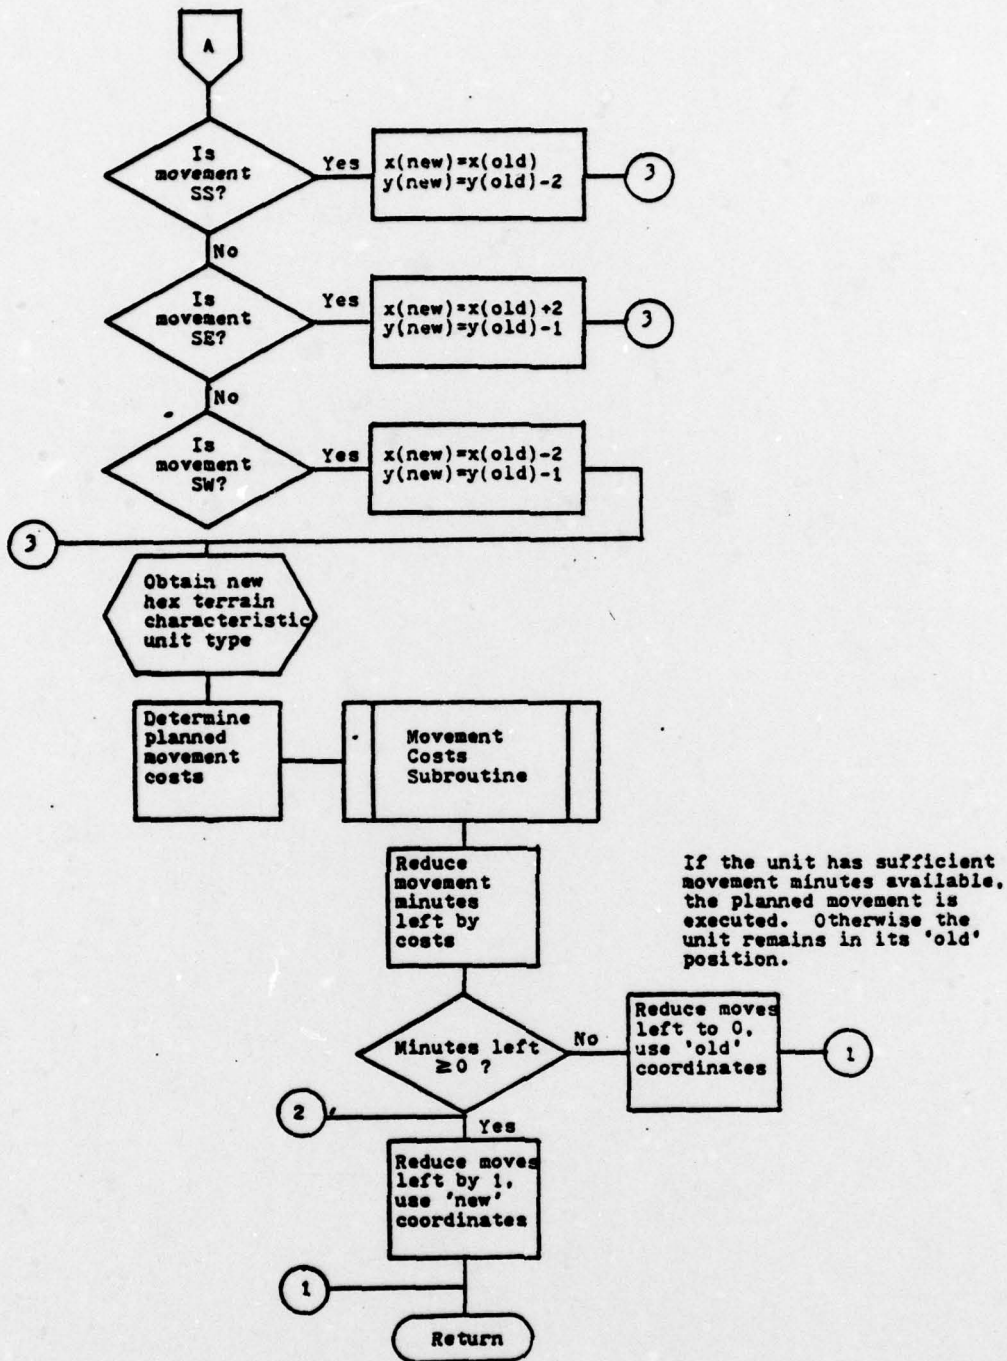 A
Is
movement
SS?
Yes
x(new)=x(old)
y(new)=y(old)-2
3
No
Is
movement
SE?
Yes
x(new)=x(old)+2
y(new)=y(old)-1
3
No
Is
movement
SW?
Yes
x(new)=x(old)-2
y(new)=y(old)-1
3
Obtain new
hex terrain
characteristic
unit type
Determine
planned
movement
costs
Movement
Costs
Subroutine
Reduce
movement
minutes
left by
costs
If the unit has sufficient
movement minutes available,
the planned movement is
executed. Otherwise the
unit remains in its 'old'
position.
Minutes left
≥0 ?
No
Reduce moves
left to 0,
use 'old'
coordinates
1
2
Yes
Reduce moves
left by 1,
use 'new'
coordinates
1
Return